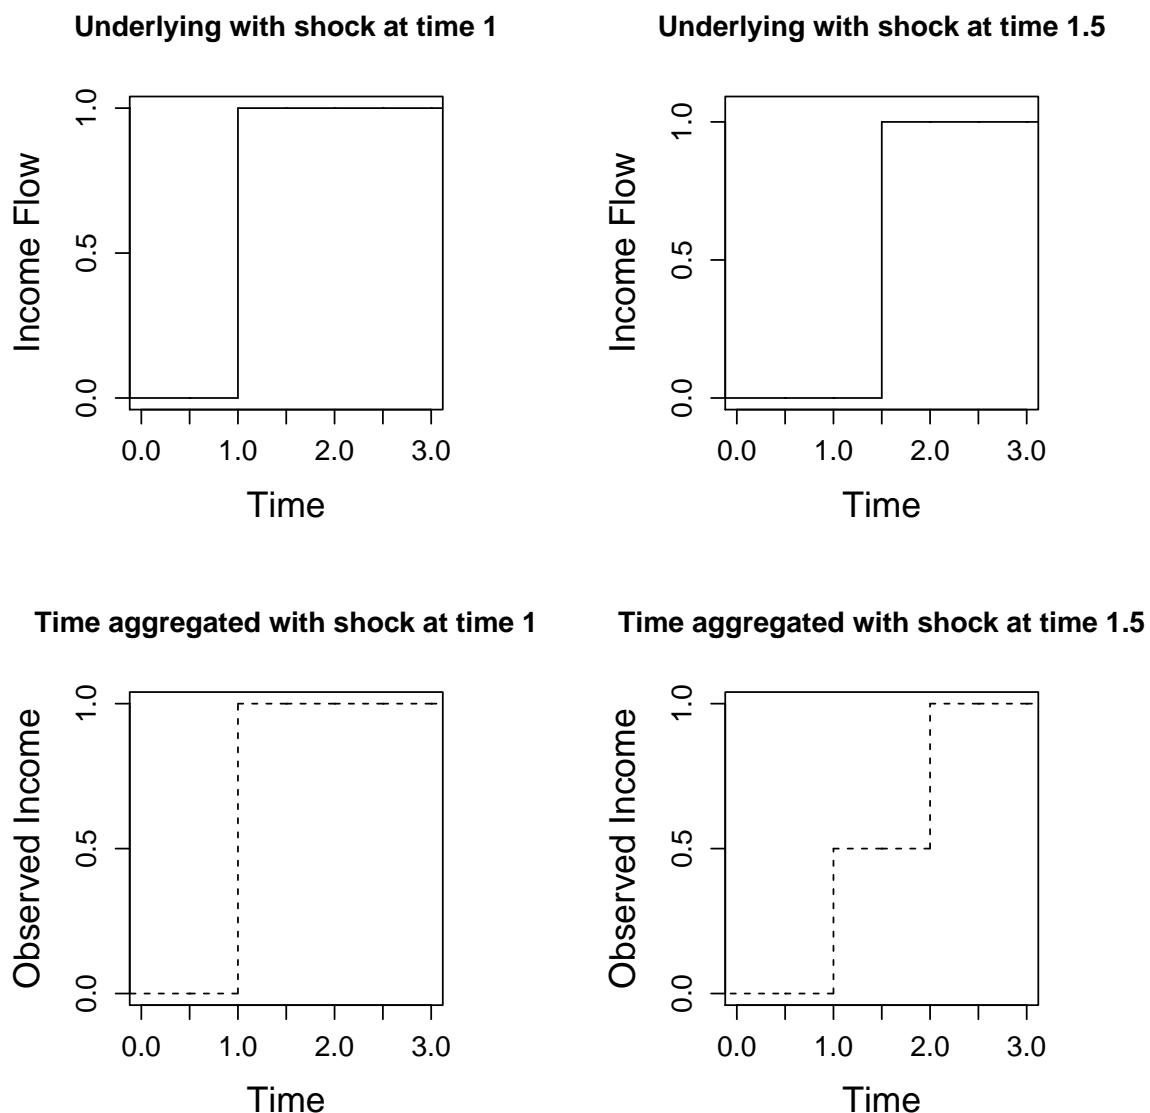 Underlying with shock at time 1
Income Flow
1.0
0.5
0.0
0.0 1.0 2.0 3.0
Time
Underlying with shock at time 1.5
Income Flow
1.0
0.5
0.0
0.0 1.0 2.0 3.0
Time
Time aggregated with shock at time 1
Observed Income
1.0
0.5
0.0
0.0 1.0 2.0 3.0
Time
Time aggregated with shock at time 1.5
Observed Income
1.0
0.5
0.0
0.0 1.0 2.0 3.0
Time